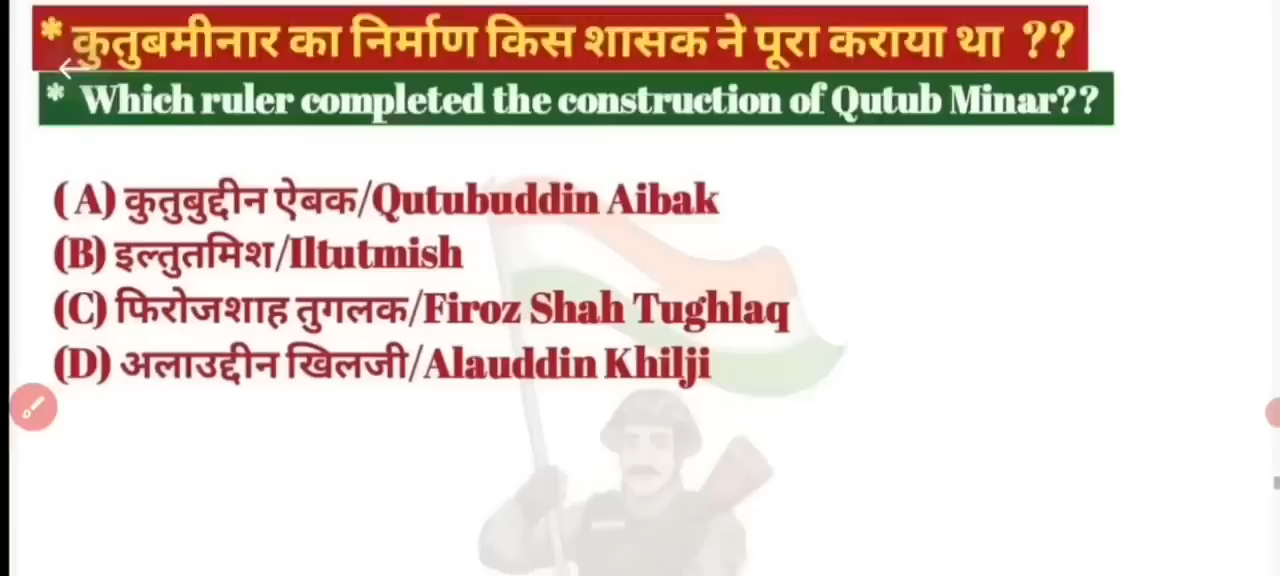 * कुतुबमीनार का निर्माण किस शासक ने पूरा कराया था ??
* Which ruler completed the construction of Qutub Minar??
(A) कुतुबुद्दीन ऐबक/Qutubuddin Aibak
(B) इल्तुतमिश/Iltutmish
(C) फिरोजशाह तुगलक/Firoz Shah Tughlaq
(D) अलाउद्दीन खिलजी/Alauddin Khilji